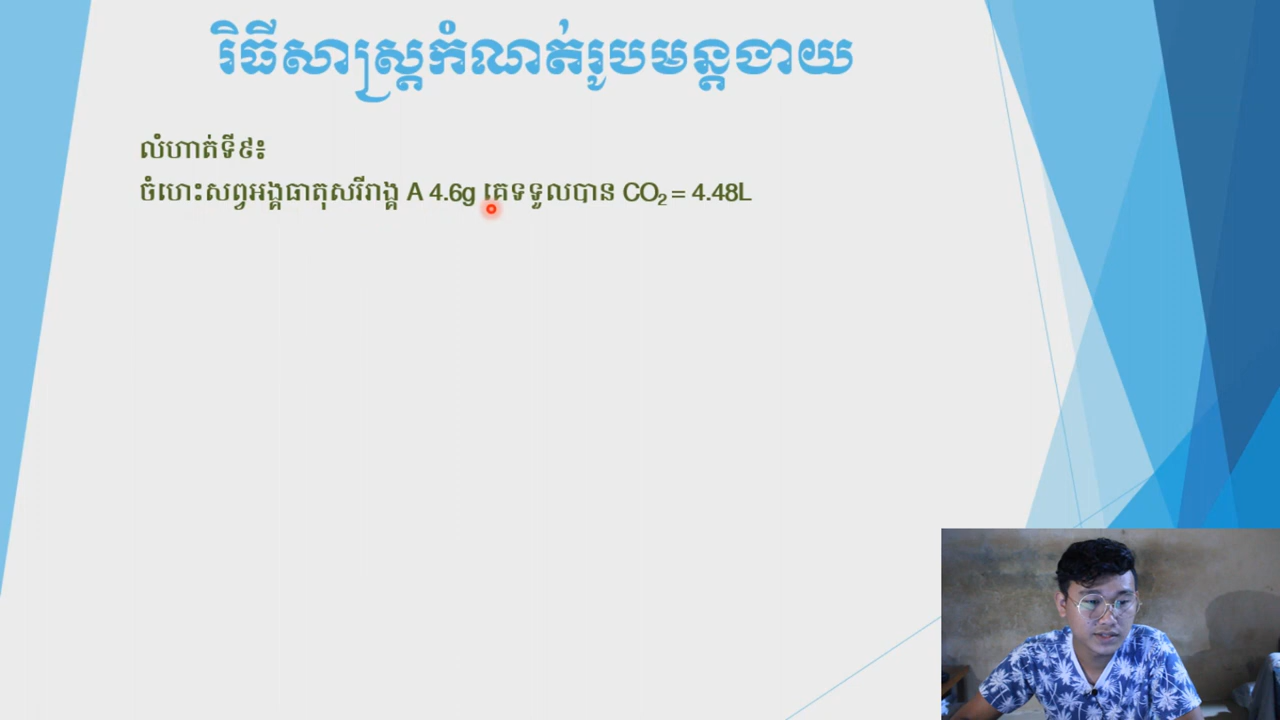 វិធីសាស្ត្រកំណត់រូបមន្តងាយ
លំហាត់ទី៩៖
ចំហេះសព្វអង្គធាតុសរីរាង្គ A 4.6g គេទទួលបាន CO₂ = 4.48L